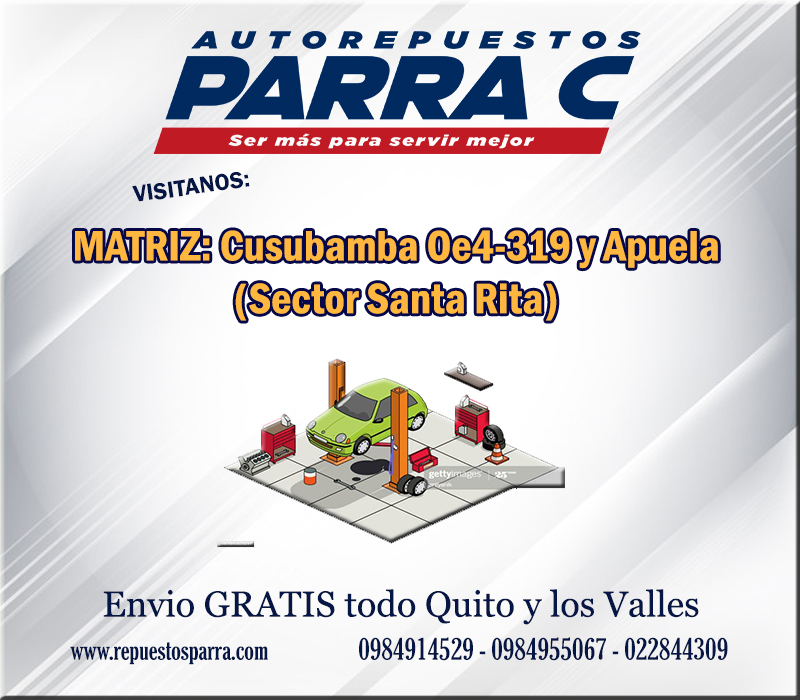 AUTOREPUESTOS
PARRA C
Ser más para servir mejor
VISITANOS:
MATRIZ: Cusubamba Oe4-319 y Apuela
(Sector Santa Rita)
gettyimages
Envio GRATIS todo Quito y los Valles
www.repuestosparra.com 0984914529 - 0984955067 - 022844309